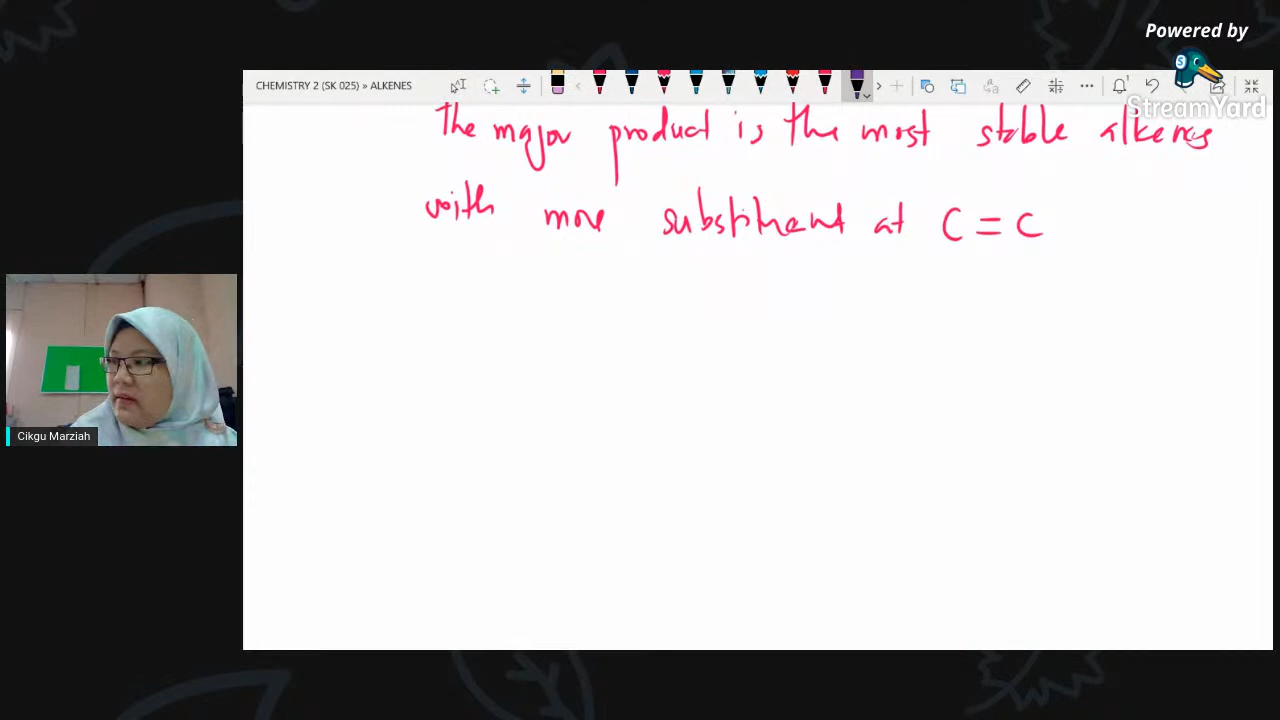 Powered by
StreamYard
CHEMISTRY 2 (SK 025) » ALKENES
The major product is the most stable alkenes
with more substituent at C = C
Cikgu Marziah